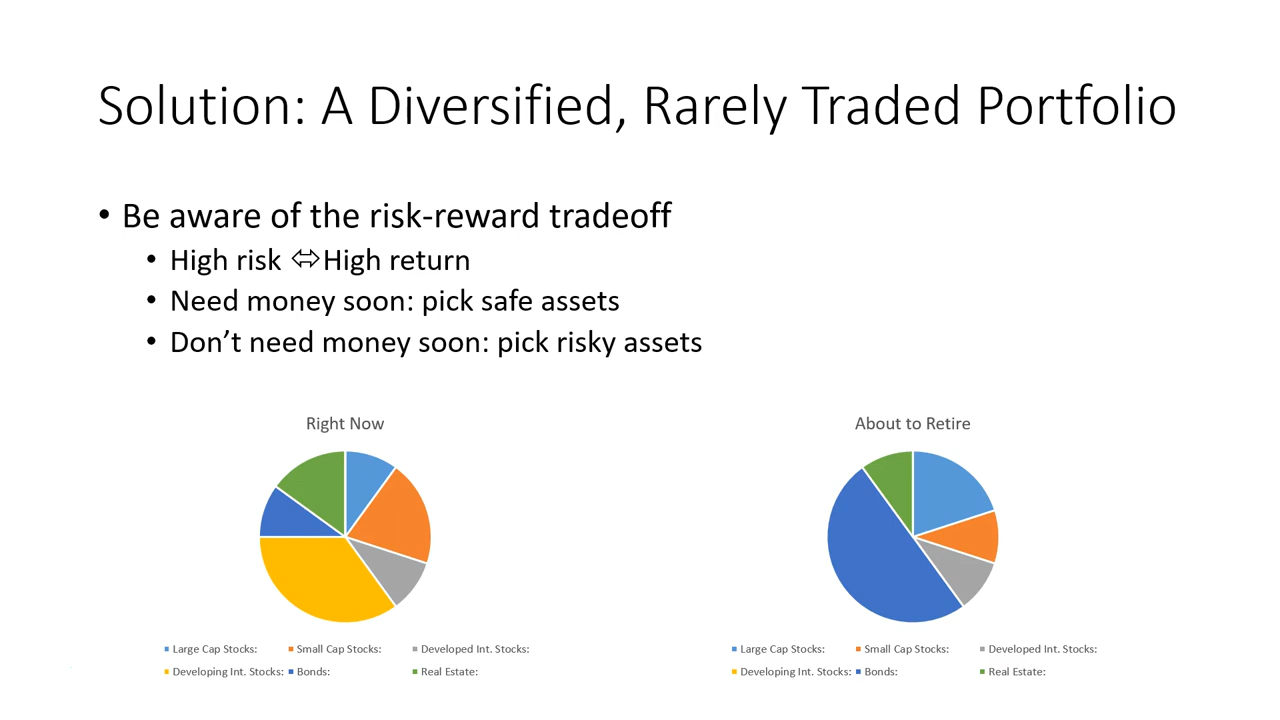 Solution: A Diversified, Rarely Traded Portfolio
• Be aware of the risk-reward tradeoff
• High risk ⇔ High return
• Need money soon: pick safe assets
• Don’t need money soon: pick risky assets
Right Now
Large Cap Stocks: Small Cap Stocks: Developed Int. Stocks:
Developing Int. Stocks: Bonds: Real Estate:
About to Retire
Large Cap Stocks: Small Cap Stocks: Developed Int. Stocks:
Developing Int. Stocks: Bonds: Real Estate: